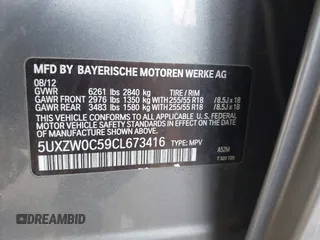 MFD BY BAYERISCHE MOTOREN WERKE AG
08/12
GVWR 6261 lbs 2840 kg TIRE / RIM
GAWR FRONT 2976 lbs 1350 kg WITH 255/55 R18 / 8.5J x 18
GAWR REAR 3483 lbs 1580 kg WITH 255/55 R18 / 8.5J x 18
THIS VEHICLE CONFORMS TO ALL APPLICABLE U. S. FEDERAL
MOTOR VEHICLE SAFETY
THEFT PREVENTION STANDARDS IN EFFECT ON THE DATE OF
MANUFACTURE SHOWN ABOVE.
5UXZW0C59CL673416 TYPE: MPV
A52M
DREAMBID